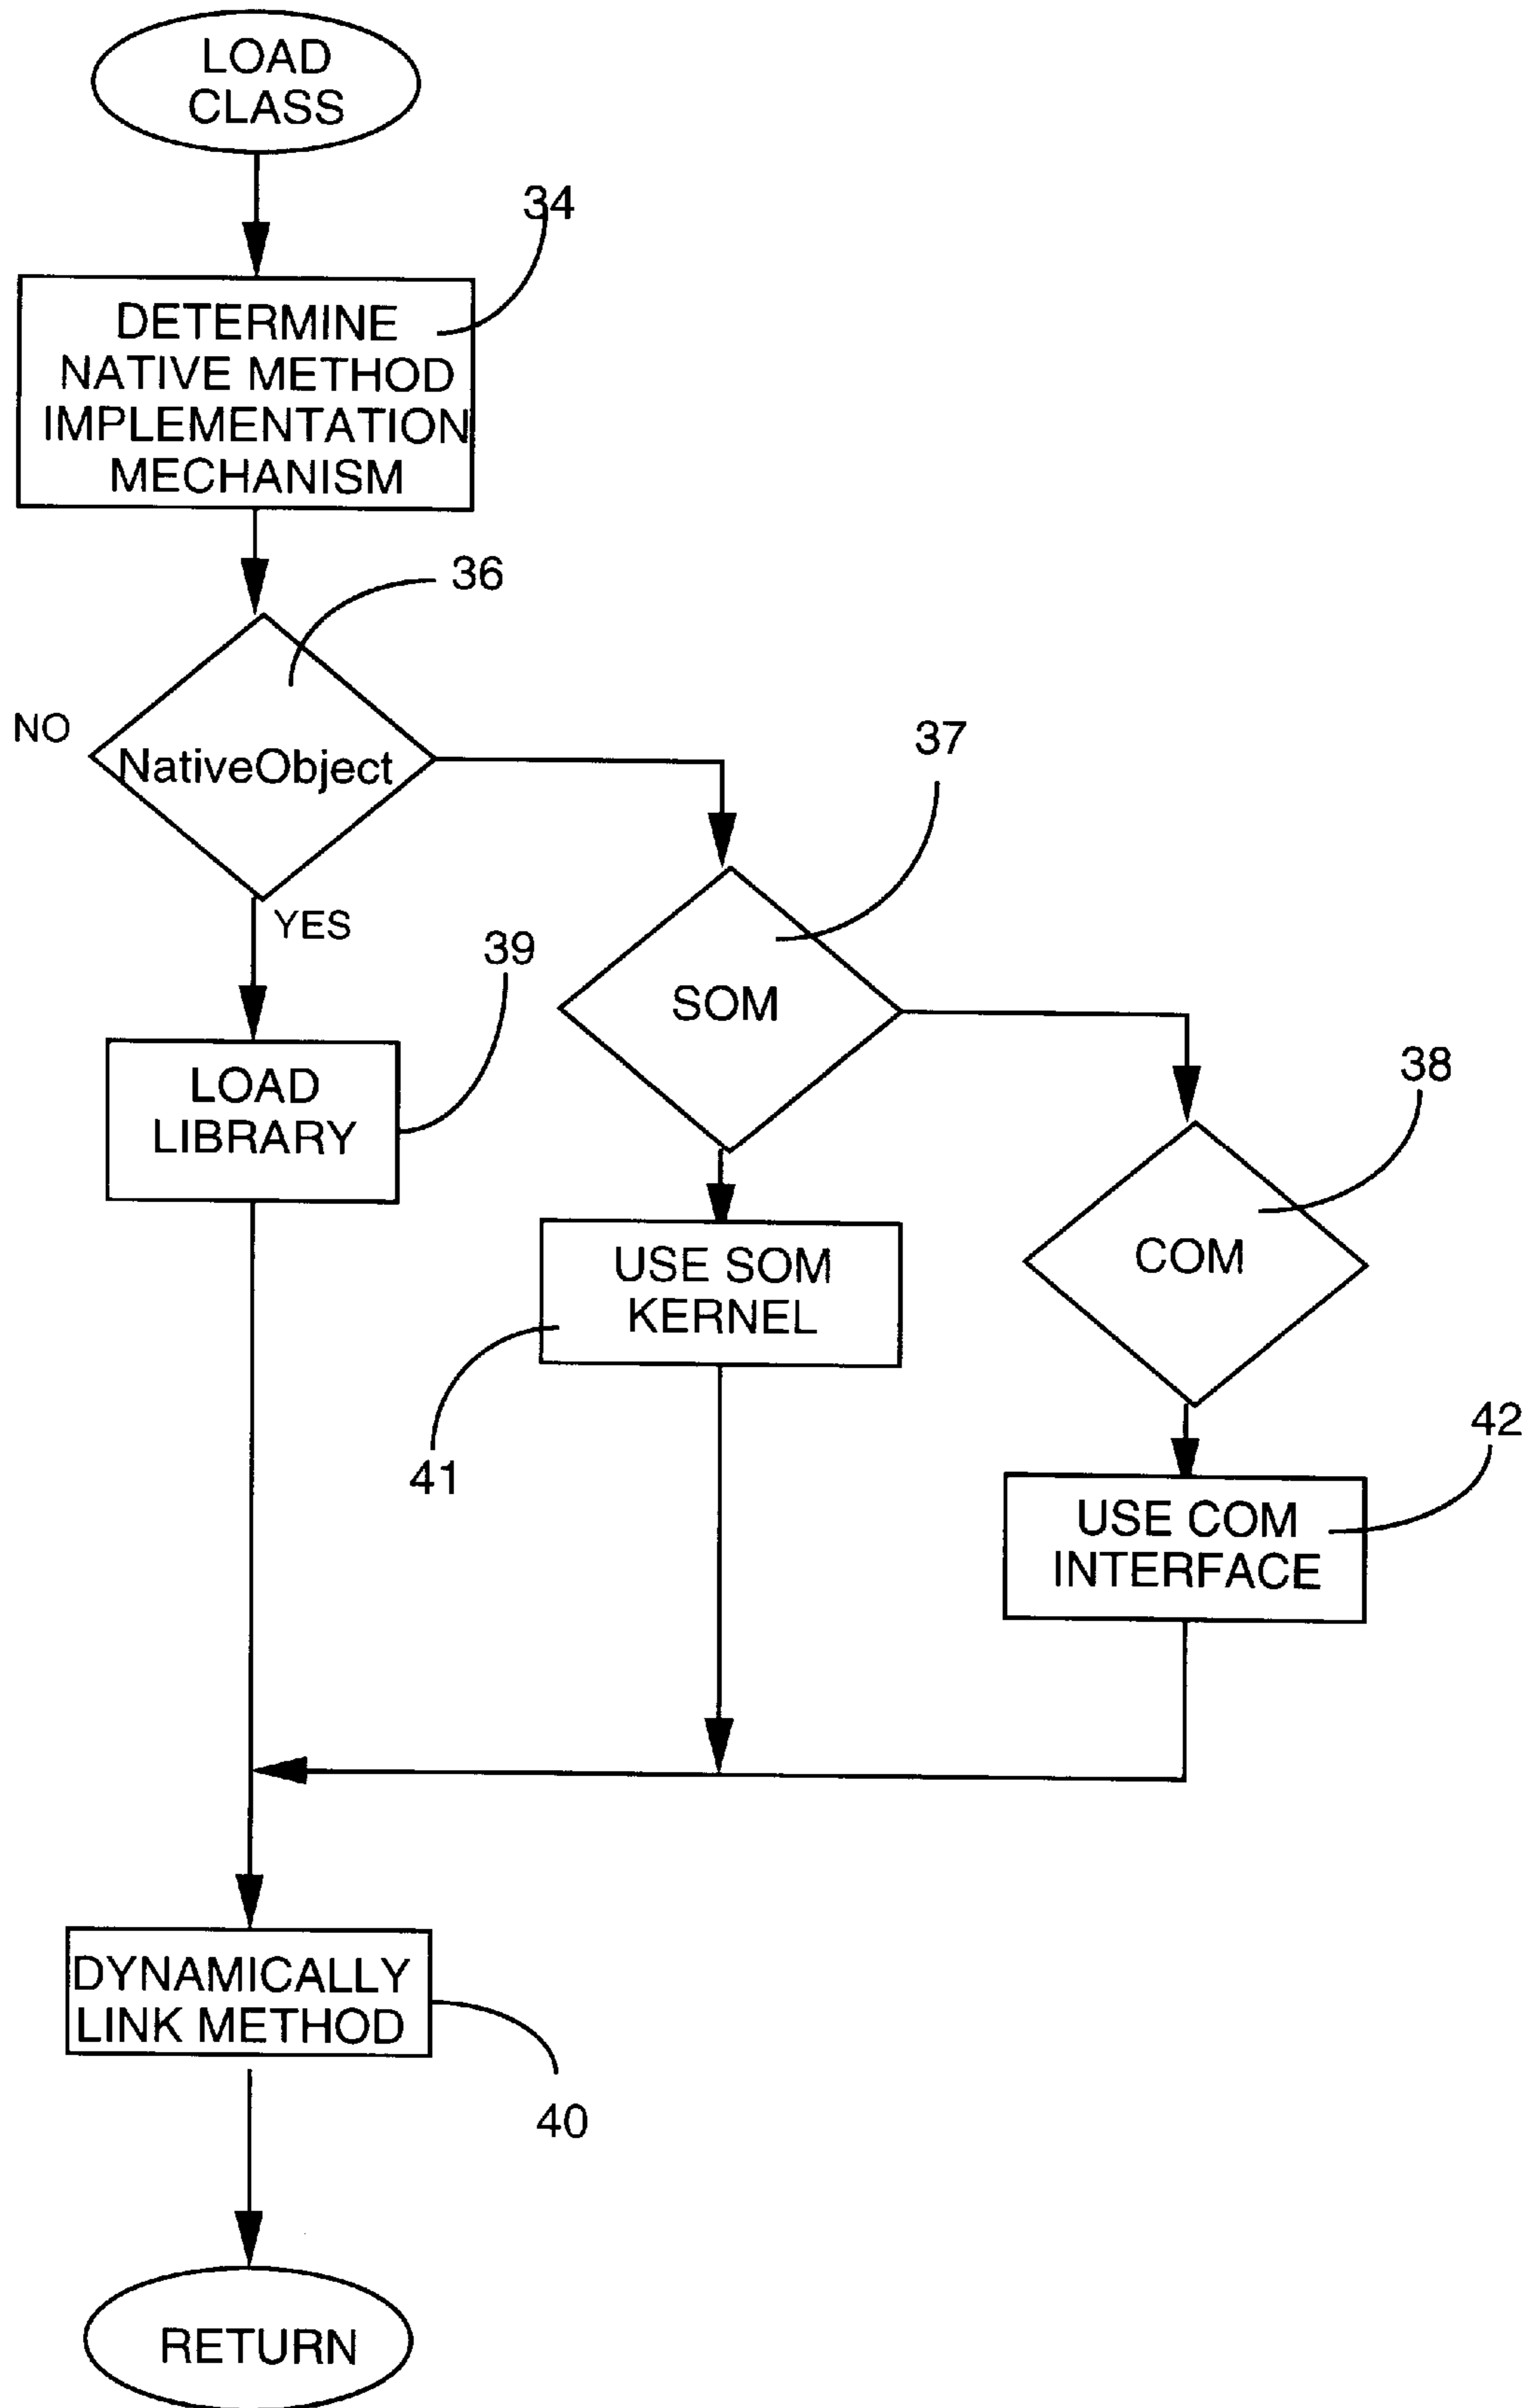 LOAD
CLASS
34
DETERMINE
NATIVE METHOD
IMPLEMENTATION
MECHANISM
36
NO
NativeObject
YES
37
SOM
39
LOAD
LIBRARY
38
COM
USE SOM
KERNEL
41
42
USE COM
INTERFACE
DYNAMICALLY
LINK METHOD
40
RETURN